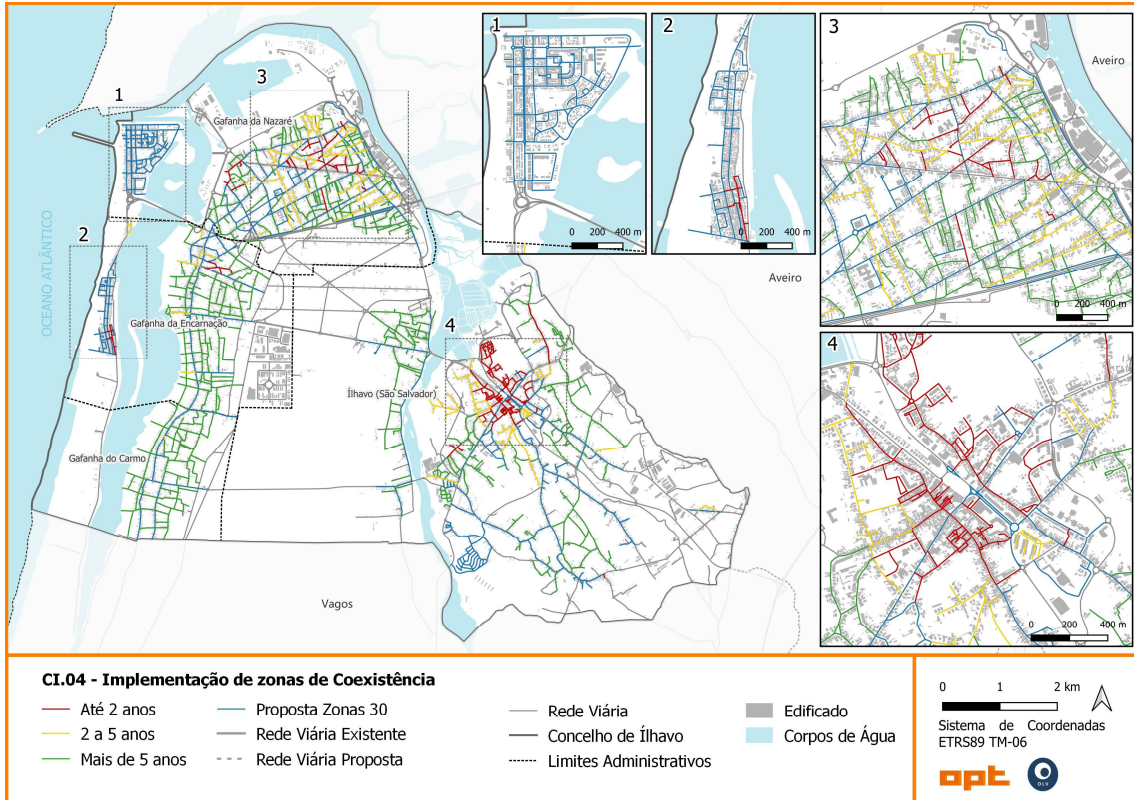 1
2
3
Aveiro
0 200 400 m
0 200 400 m
0 200 400 m
1
3
Gafanha da Nazaré
OCEANO ATLÂNTICO
2
Aveiro
Gafanha da Encarnação
4
4
Ílhavo (São Salvador)
Gafanha do Carmo
Vagos
0 200 400 m
CI.04 - Implementação de zonas de Coexistência
Até 2 anos
2 a 5 anos
Mais de 5 anos
Proposta Zonas 30
Rede Viária Existente
Rede Viária Proposta
Rede Viária
Concelho de Ílhavo
Limites Administrativos
Edificado
Corpos de Água
0 1 2 km
Sistema de Coordenadas
ETRS89 TM-06
opt
OLV